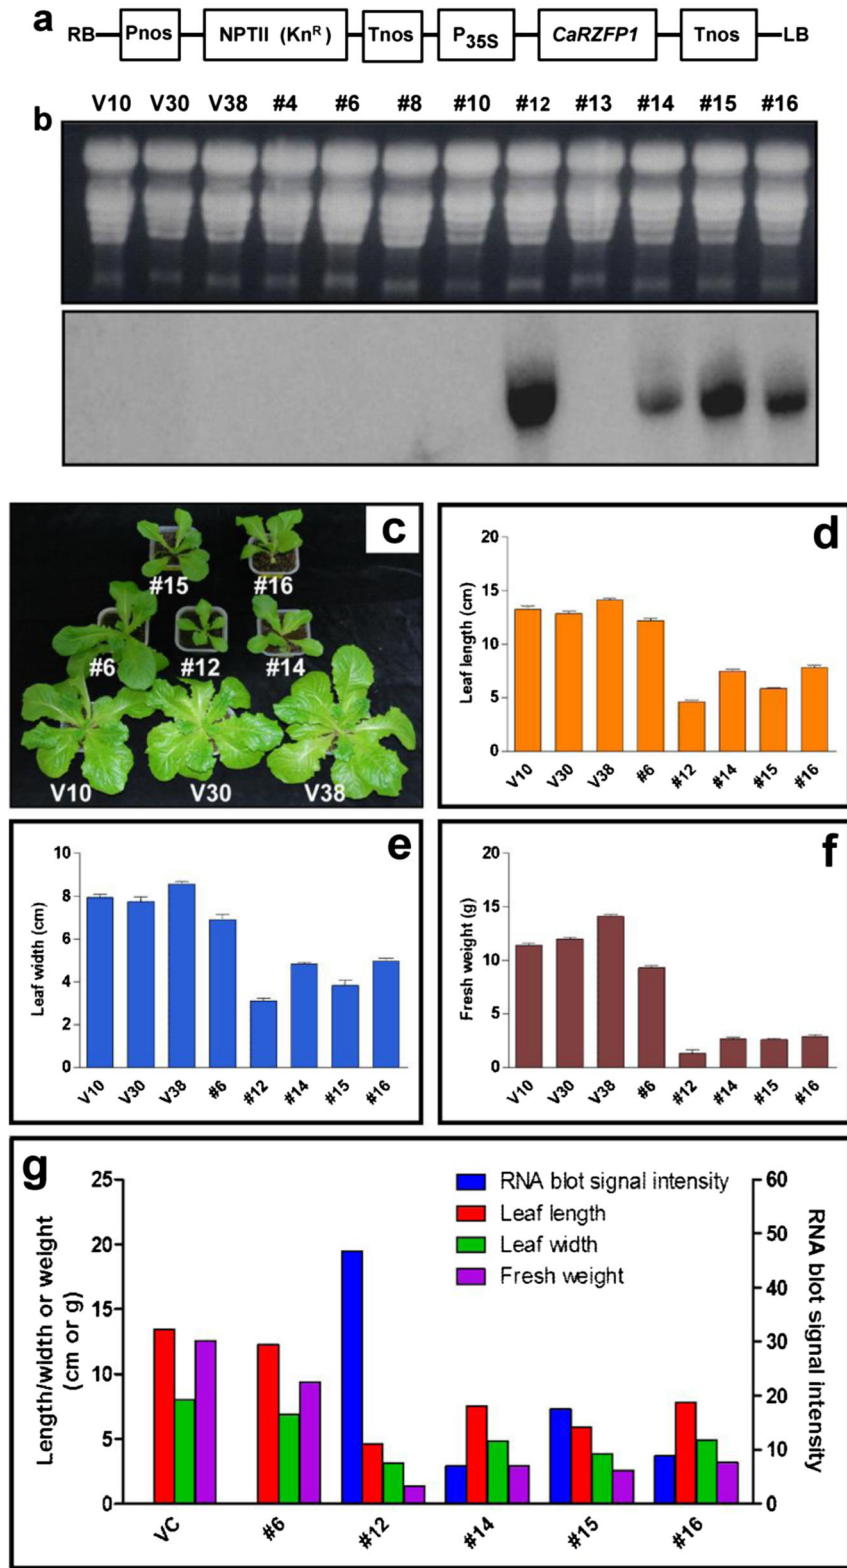 a
RB Pnos NPTII (Knᴿ) Tnos P35S CaRZFP1 Tnos LB
b
V10 V30 V38 #4 #6 #8 #10 #12 #13 #14 #15 #16
c
#15 #16
#6 #12 #14
V10 V30 V38
d
Leaf length (cm)
20
15
10
5
0
V10 V30 V38 #6 #12 #14 #15 #16
e
Leaf width (cm)
10
8
6
4
2
0
V10 V30 V38 #6 #12 #14 #15 #16
f
Fresh weight (g)
20
15
10
5
0
V10 V30 V38 #6 #12 #14 #15 #16
g
Length/width or weight
(cm or g)
25
20
15
10
5
0
RNA blot signal intensity
Leaf length
Leaf width
Fresh weight
60
50
40
30
20
10
0
RNA blot signal
intensity
VC #6 #12 #14 #15 #16